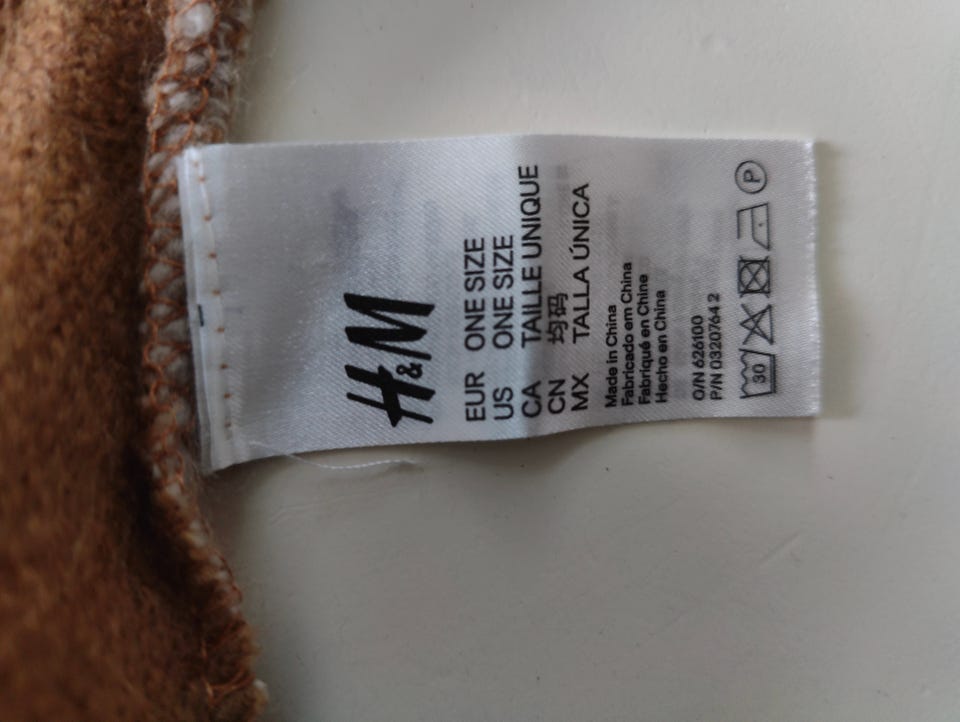 H&M
EUR ONE SIZE
US ONE SIZE
CA TAILLE UNIQUE
CN 均码
MX TALLA ÚNICA
Made in China
Fabricado em China
Fabriqué en Chine
Hecho en China
O/N 626100
P/N 03207642
30 P